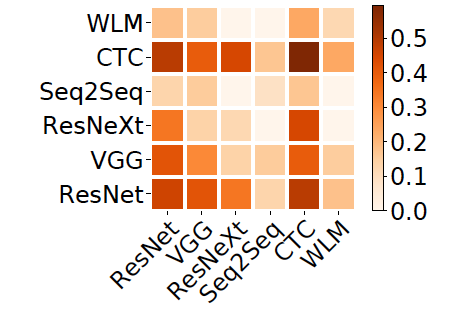 WLM
CTC
Seq2Seq
ResNeXt
VGG
ResNet
ResNet
VGG
ResNeXt
Seq2Seq
CTC
WLM
0.5
0.4
0.3
0.2
0.1
0.0